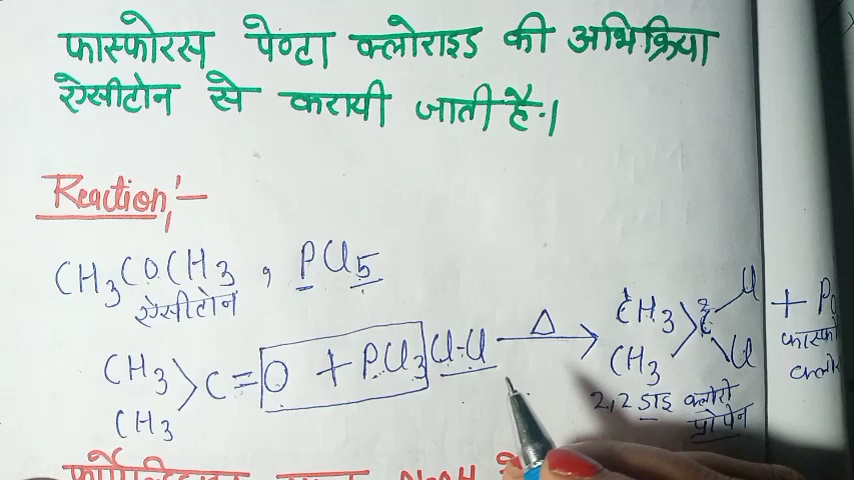 फास्फोरस पेण्टा क्लोराइड की अभिक्रिया
ऐसीटोन से करायी जाती है।
Reaction:-
CH3COCH3, PCl5
ऐसीटोन
CH3 CH3 >C=O + PCl3Cl-Cl —Δ→ CH3 CH3 >C Cl Cl + PO
2,2 डाइ क्लोरो प्रोपेन